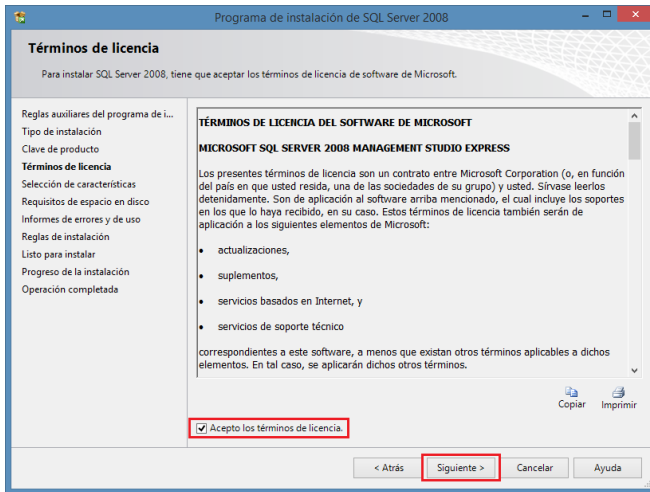 Programa de instalación de SQL Server 2008
Términos de licencia
Para instalar SQL Server 2008, tiene que aceptar los términos de licencia de software de Microsoft.
Reglas auxiliares del programa de i...
Tipo de instalación
Clave de producto
Términos de licencia
Selección de características
Requisitos de espacio en disco
Informes de errores y de uso
Reglas de instalación
Listo para instalar
Progreso de la instalación
Operación completada
TÉRMINOS DE LICENCIA DEL SOFTWARE DE MICROSOFT
MICROSOFT SQL SERVER 2008 MANAGEMENT STUDIO EXPRESS
Los presentes términos de licencia son un contrato entre Microsoft Corporation (o, en función
del país en que usted resida, una de las sociedades de su grupo) y usted. Sírvase leerlos
detenidamente. Son de aplicación al software arriba mencionado, el cual incluye los soportes
en los que lo haya recibido, en su caso. Estos términos de licencia también serán de
aplicación a los siguientes elementos de Microsoft:
• actualizaciones,
• suplementos,
• servicios basados en Internet, y
• servicios de soporte técnico
correspondientes a este software, a menos que existan otros términos aplicables a dichos
elementos. En tal caso, se aplicarán dichos otros términos.
Copiar Imprimir
Acepto los términos de licencia.
< Atrás Siguiente > Cancelar Ayuda